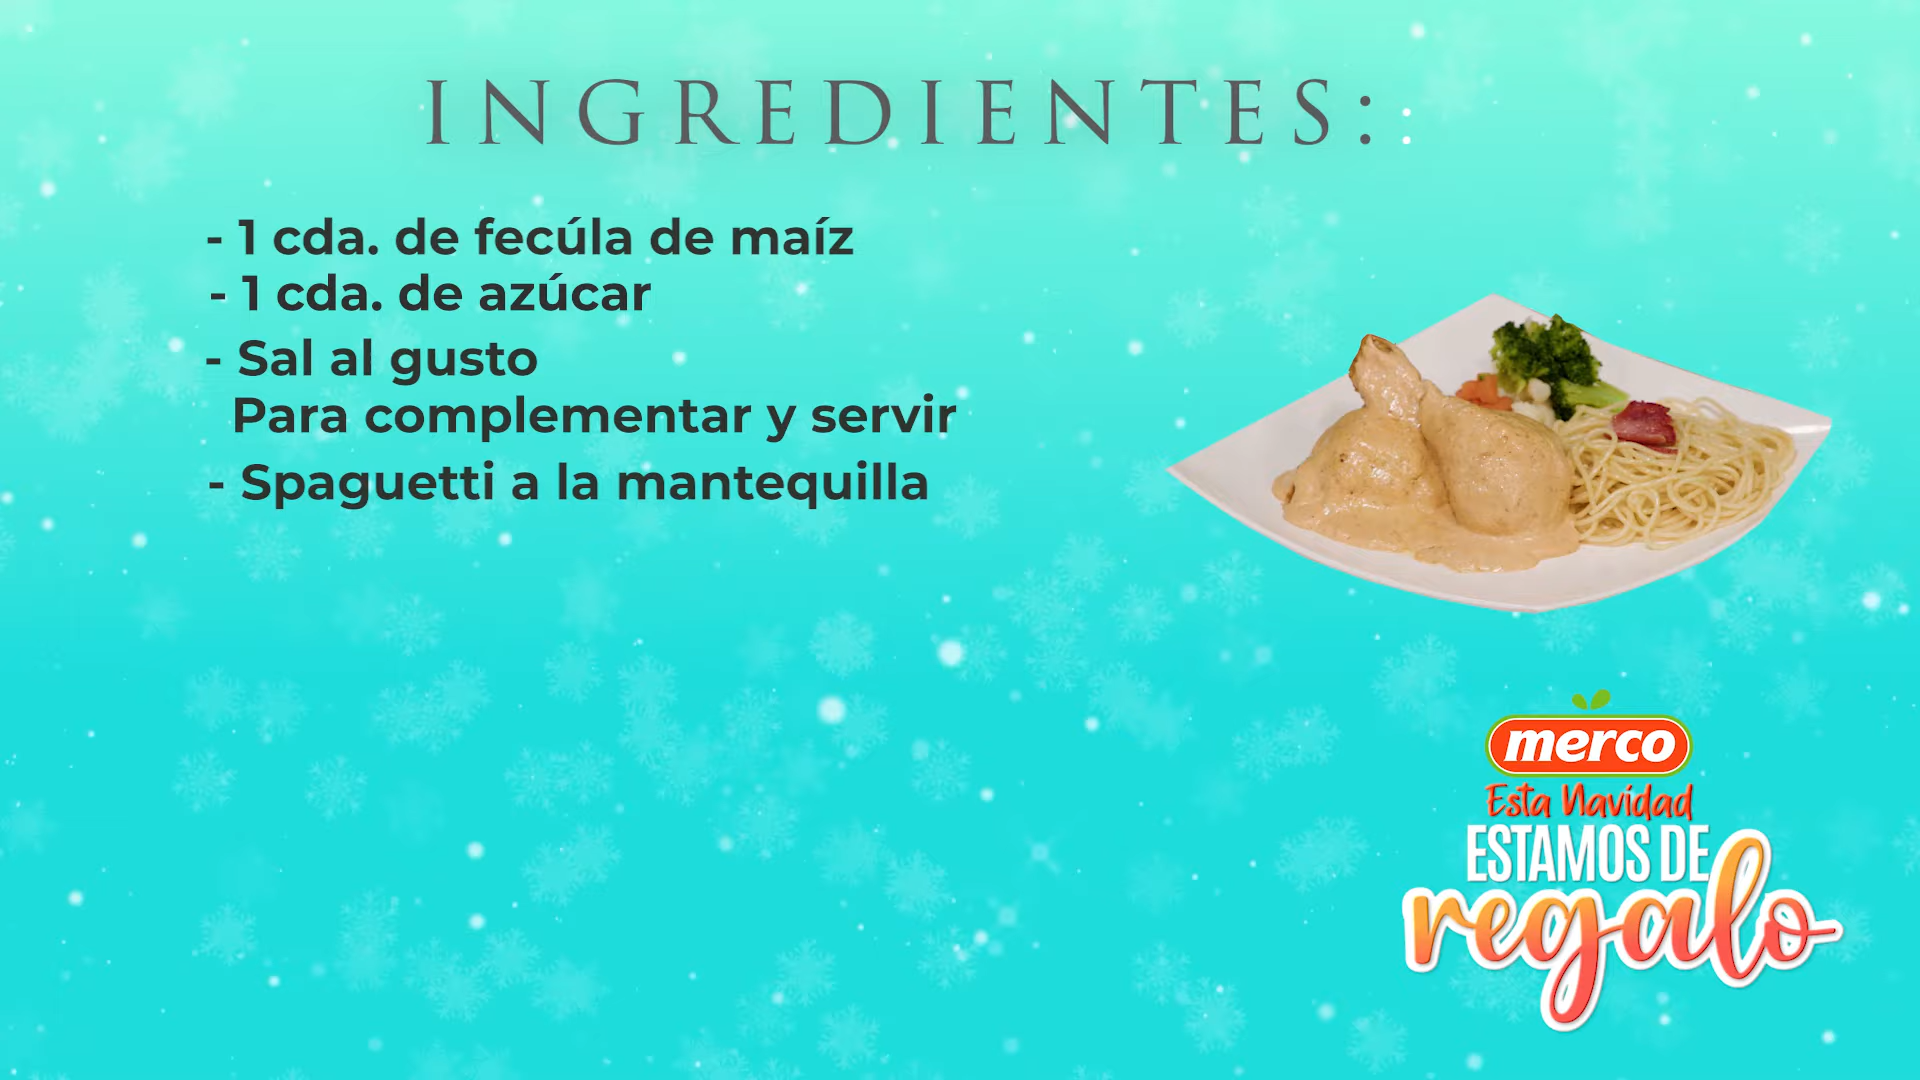 INGREDIENTES:
- 1 cda. de fecúla de maíz
- 1 cda. de azúcar
- Sal al gusto
Para complementar y servir
- Spaguetti a la mantequilla
merco
Esta Navidad
ESTAMOS DE
regalo